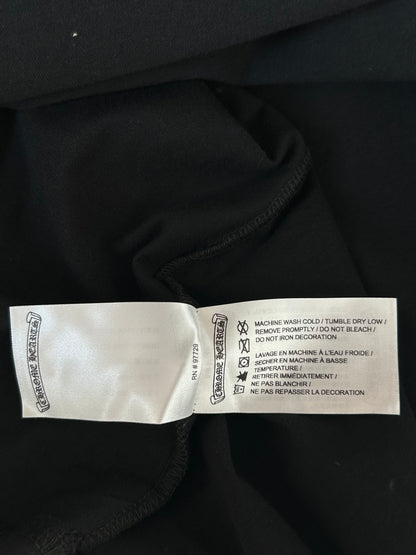 CHROME HEARTS
RN # 97729
CHROME HEARTS
MACHINE WASH COLD / TUMBLE DRY LOW /
REMOVE PROMPTLY / DO NOT BLEACH /
DO NOT IRON DECORATION
LAVAGE EN MACHINE À L'EAU FROIDE /
SECHER EN MACHINE À BASSE
TEMPERATURE /
RETIRER IMMÉDIATEMENT /
NE PAS BLANCHIR /
NE PAS REPASSER LA DECORATION